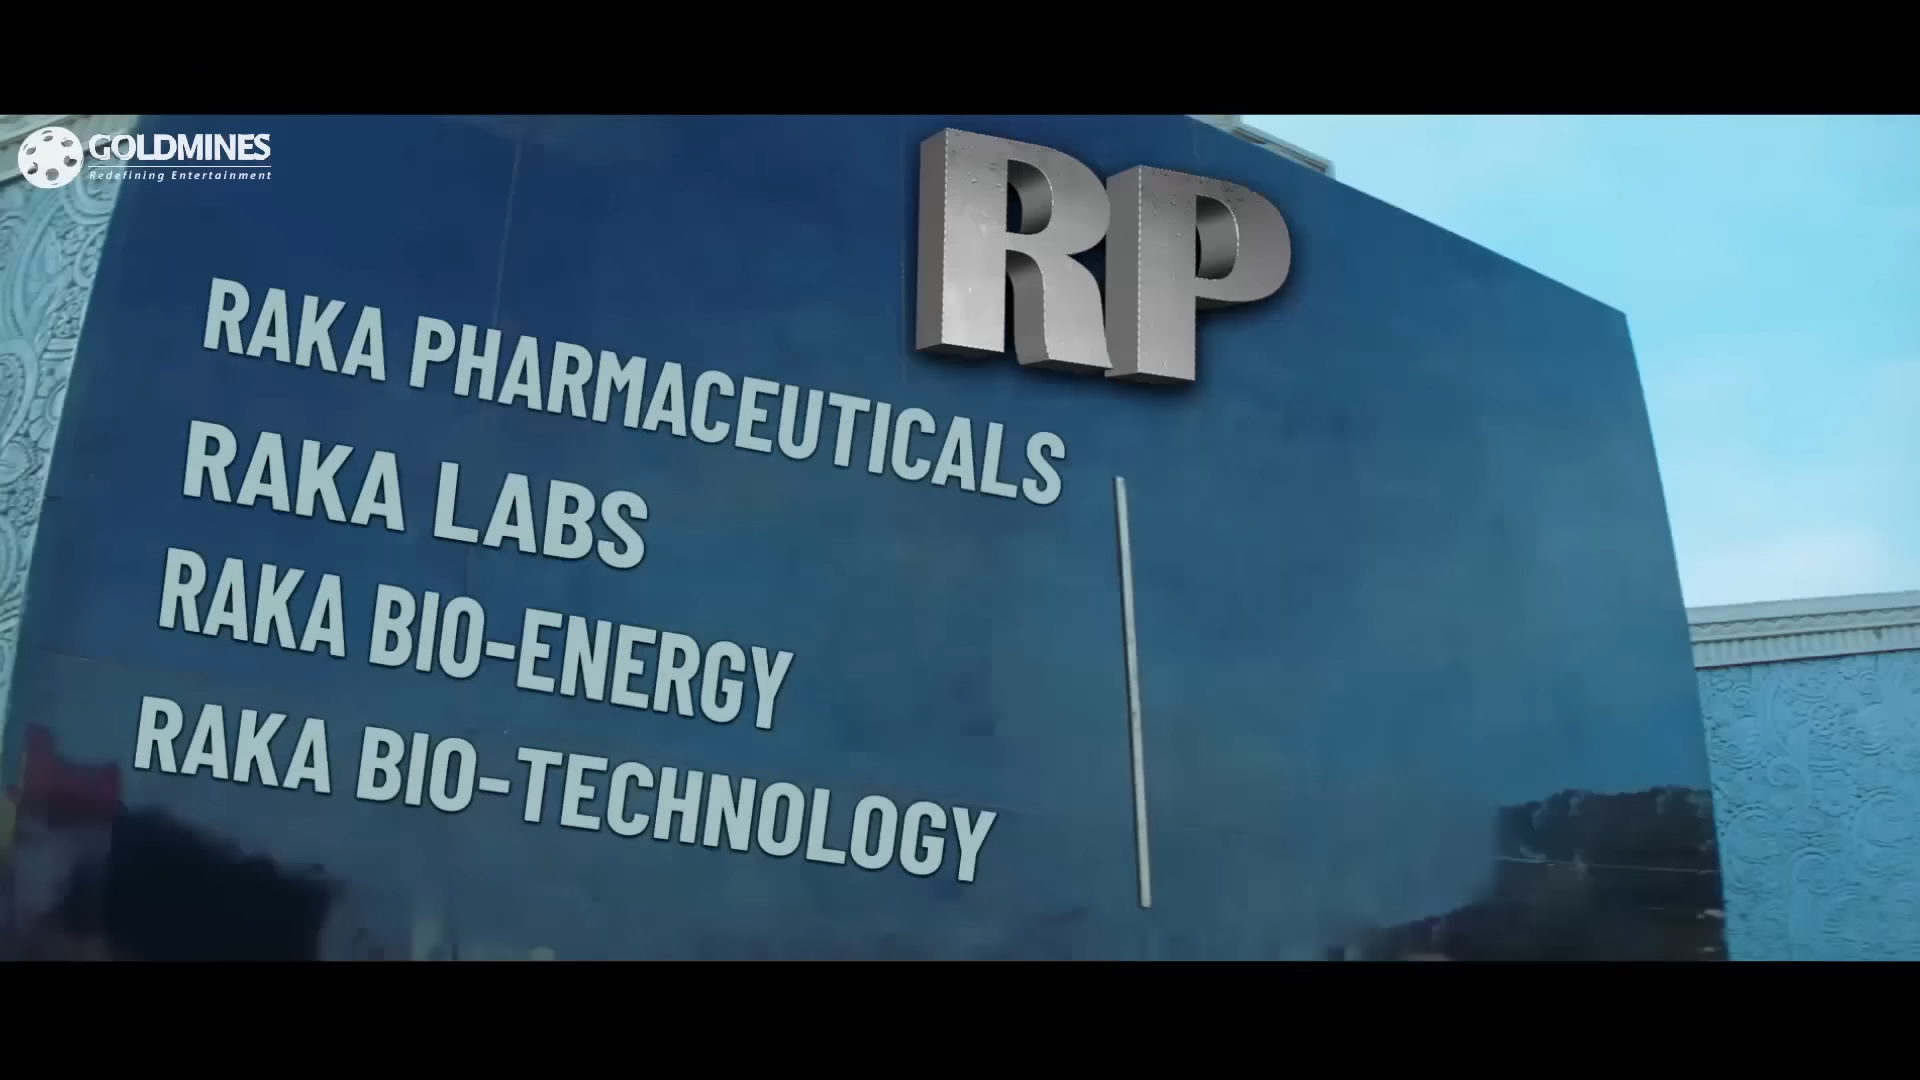 GOLDMINES
Redefining Entertainment
RP
RAKA PHARMACEUTICALS
RAKA LABS
RAKA BIO-ENERGY
RAKA BIO-TECHNOLOGY